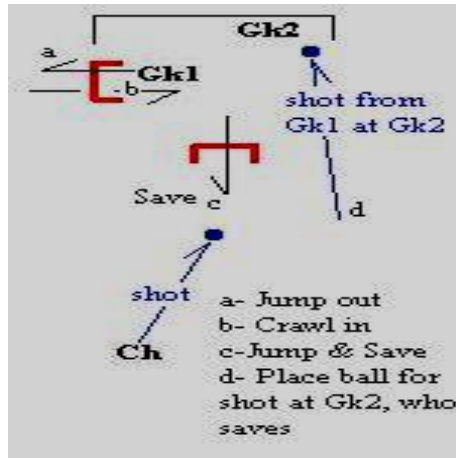 Gk2
a
Gk1
b
shot from
Gk1 at Gk2
Save c
d
shot
Ch
a- Jump out
b- Crawl in
c-Jump & Save
d- Place ball for
shot at Gk2, who
saves